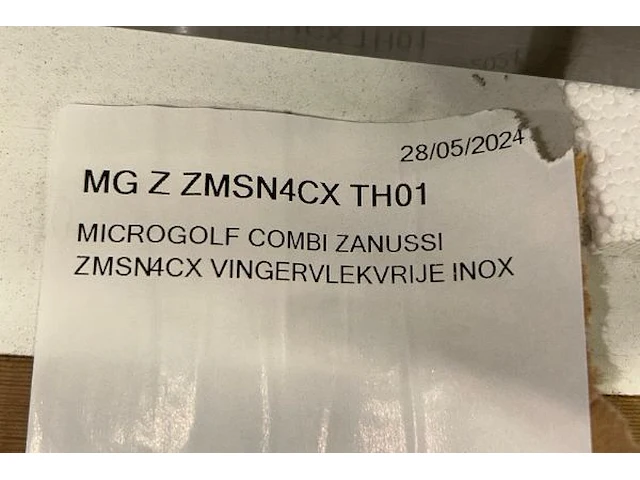 28/05/2024
MG Z ZMSN4CX TH01
MICROGOLF COMBI ZANUSSI
ZMSN4CX VINGERVLEKVRIJE INOX